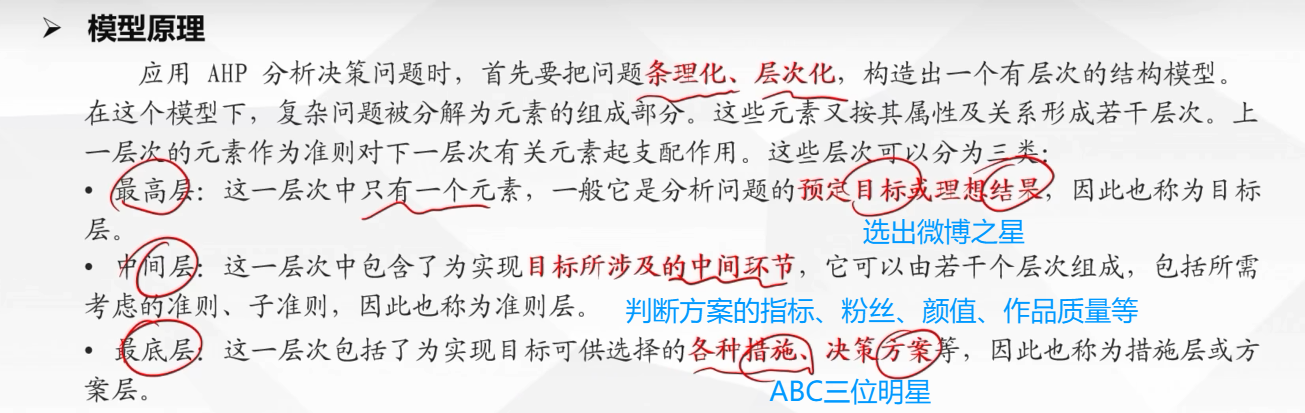 ➢ 模型原理
应用 AHP 分析决策问题时，首先要把问题条理化、层次化，构造出一个有层次的结构模型。
在这个模型下，复杂问题被分解为元素的组成部分。这些元素又按其属性及关系形成若干层次。上
一层次的元素作为准则对下一层次有关元素起支配作用。这些层次可以分为三类：
• 最高层：这一层次中只有一个元素，一般它是分析问题的预定目标或理想结果，因此也称为目标
层。
选出微博之星
• 中间层：这一层次中包含了为实现目标所涉及的中间环节，它可以由若干个层次组成，包括所需
考虑的准则、子准则，因此也称为准则层。
判断方案的指标、粉丝、颜值、作品质量等
• 最底层：这一层次包括了为实现目标可供选择的各种措施、决策方案等，因此也称为措施层或方
案层。
ABC三位明星